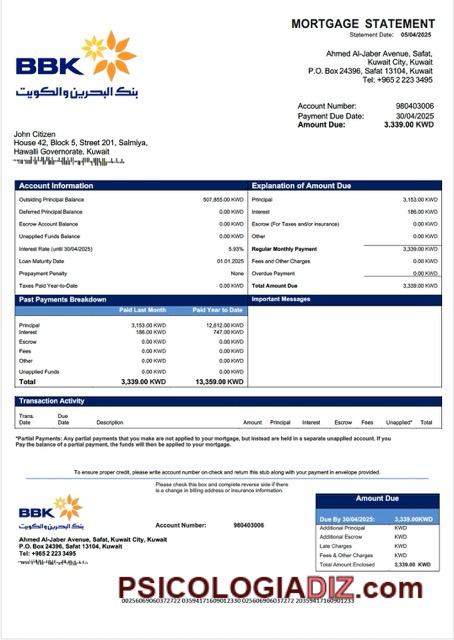 BBK
بنك البحرين والكويت
MORTGAGE STATEMENT
Statement Date: 05/04/2025
Ahmed Al-Jaber Avenue, Safat,
Kuwait City, Kuwait
P.O. Box 24396, Safat 13104, Kuwait
Tel: +965 2 223 3495
Account Number: 980403006
Payment Due Date: 30/04/2025
Amount Due: 3.339.00 KWD
John Citizen
House 42, Block 5, Street 201, Salmiya,
Hawalli Governorate, Kuwait
Account Information
Outsiding Principal Balance 507,855.00 KWD
Deferred Principal Balance 0.00 KWD
Escrow Account Balance 0.00 KWD
Unapplied Funds Balance 0.00 KWD
Interest Rate (until 30/04/2025) 5.93%
Loan Maturity Date 01.01.2025
Prepayment Penalty None
Taxes Paid Year-to-Date 0.00 KWD
Explanation of Amount Due
Principal 3,153.00 KWD
Interest 186.00 KWD
Escrow (For Taxes and/or insurance) 0.00 KWD
Other 0.00 KWD
Regular Monthly Payment 3,339.00 KWD
Fees and Other Charges 0.00 KWD
Overdue Payment 0.00 KWD
Total Amount Due 3,339.00 KWD
Past Payments Breakdown
Paid Last Month Paid Year to Date
Principal 3,153.00 KWD 12,612.00 KWD
Interest 186.00 KWD 747.00 KWD
Escrow 0.00 KWD 0.00 KWD
Fees 0.00 KWD 0.00 KWD
Other 0.00 KWD 0.00 KWD
Unapplied Funds 0.00 KWD 0.00 KWD
Total 3,339.00 KWD 13,359.00 KWD
Important Messages
Transaction Activity
Trans. Date Due Date Description Amount Principal Interest Escrow Fees Unapplied* Total
*Partial Payments: Any partial payments that you make are not applied to your mortgage, but instead are held in a separate unapplied account. If you
Pay the balance of a partial payment, the funds will then be applied to your mortgage.
To ensure proper credit, please write account number on check and return this stub along with your payment in envelope provided.
Please check this box and complete reverse side if there
is a change in billing address or insurance information.
BBK
بنك البحرين والكويت
Account Number: 980403006
Ahmed Al-Jaber Avenue, Safat, Kuwait City, Kuwait
P.O. Box 24396, Safat 13104, Kuwait
Tel: +965 2 223 3495
Amount Due
Due By 30/04/2025: 3,339.00KWD
Additional Principal KWD
Additional Escrow KWD
Late Charges KWD
Fees & Other Charges KWD
Total Amount Enclosed 3,339.00 KWD
PSICOLOGIADIZ.com